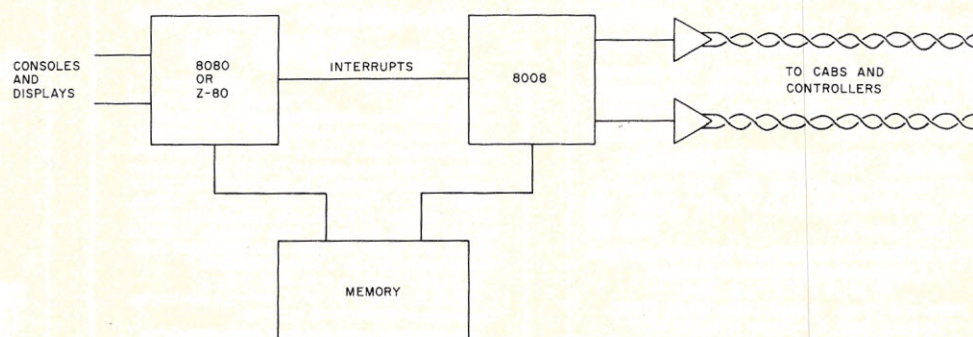 CONSOLES
AND
DISPLAYS
8080
OR
Z-80
INTERRUPTS
8008
TO CABS AND
CONTROLLERS
MEMORY